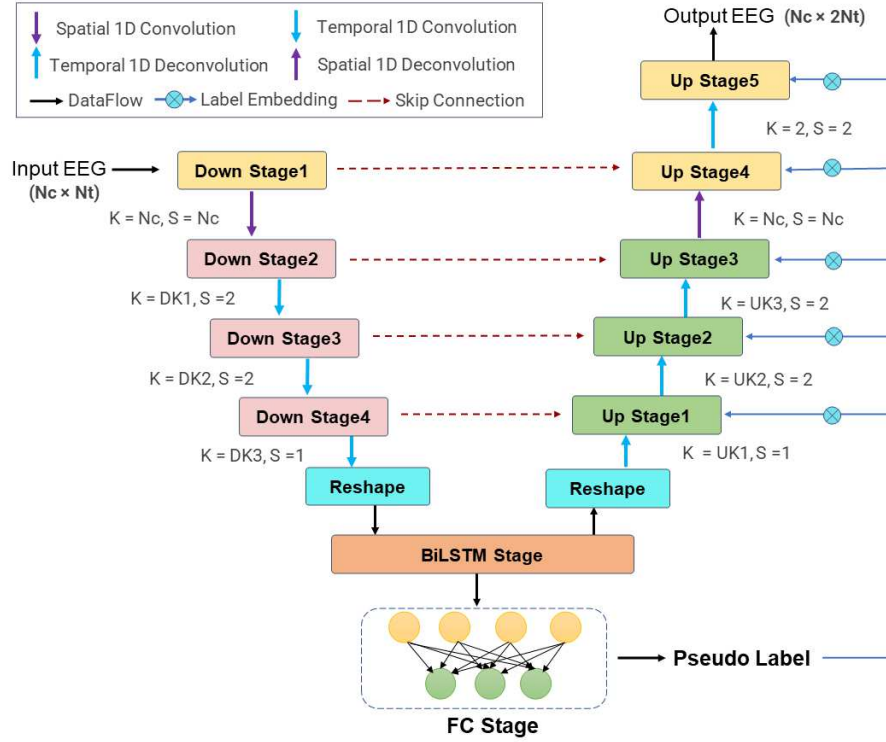 Spatial 1D Convolution
Temporal 1D Convolution
Temporal 1D Deconvolution
Spatial 1D Deconvolution
DataFlow
Label Embedding
Skip Connection
Output EEG (Nc × 2Nt)
Up Stage5
K = 2, S = 2
Input EEG
(Nc × Nt)
Down Stage1
Up Stage4
K = Nc, S = Nc
K = Nc, S = Nc
Down Stage2
Up Stage3
K = DK1, S =2
K = UK3, S = 2
Down Stage3
Up Stage2
K = DK2, S =2
K = UK2, S = 2
Down Stage4
Up Stage1
K = DK3, S =1
K = UK1, S =1
Reshape
Reshape
BiLSTM Stage
Pseudo Label
FC Stage